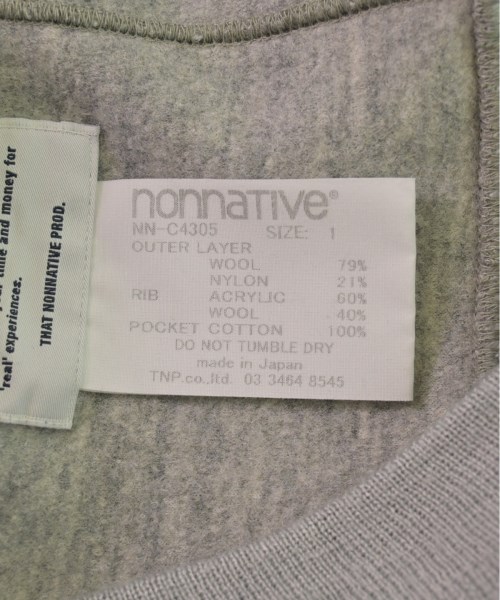 nonnative®
NN-C4305 SIZE: 1
OUTER LAYER
WOOL 79%
NYLON 21%
RIB ACRYLIC 60%
WOOL 40%
POCKET COTTON 100%
DO NOT TUMBLE DRY
made in Japan
TNP.co.,ltd. 03 3464 8545
time and money for
'real' experiences.
THAT NONNATIVE PROD.